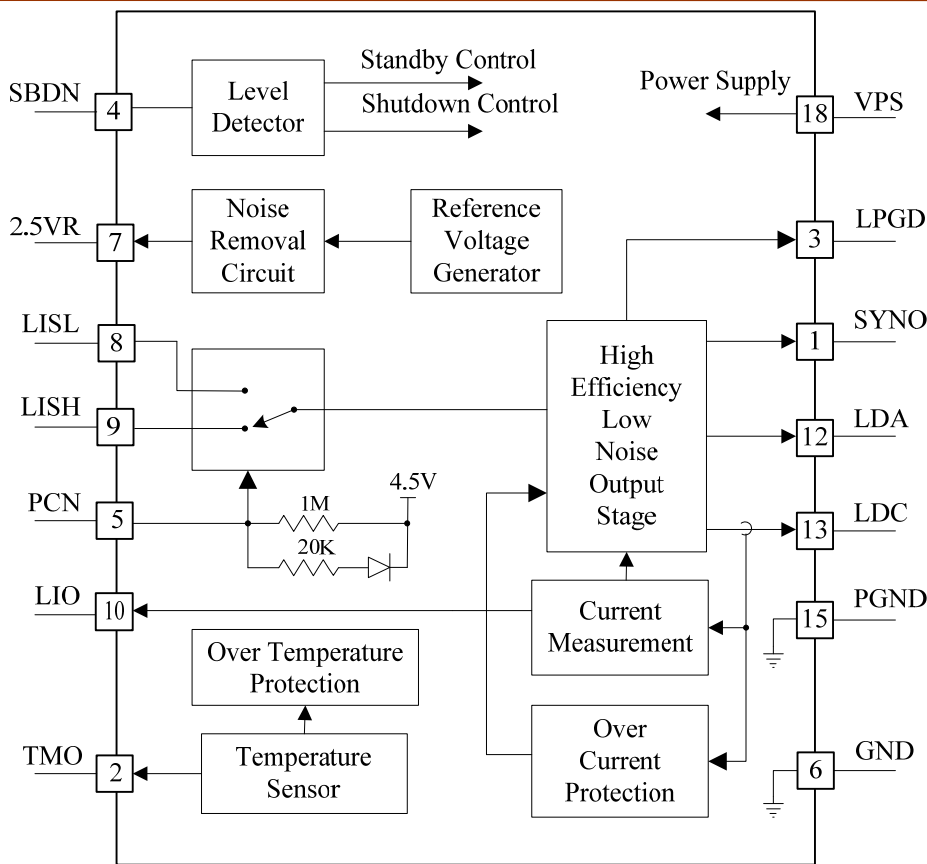 SBDN
4
Level
Detector
Standby Control
Shutdown Control
Power Supply
18
VPS
2.5VR
7
Noise
Removal
Circuit
Reference
Voltage
Generator
3
LPGD
LISL
8
LISH
9
High
Efficiency
Low
Noise
Output
Stage
1
SYNO
12
LDA
13
LDC
PCN
5
1M
20K
4.5V
LIO
10
Current
Measurement
15
PGND
Over Temperature
Protection
TMO
2
Temperature
Sensor
Over
Current
Protection
6
GND